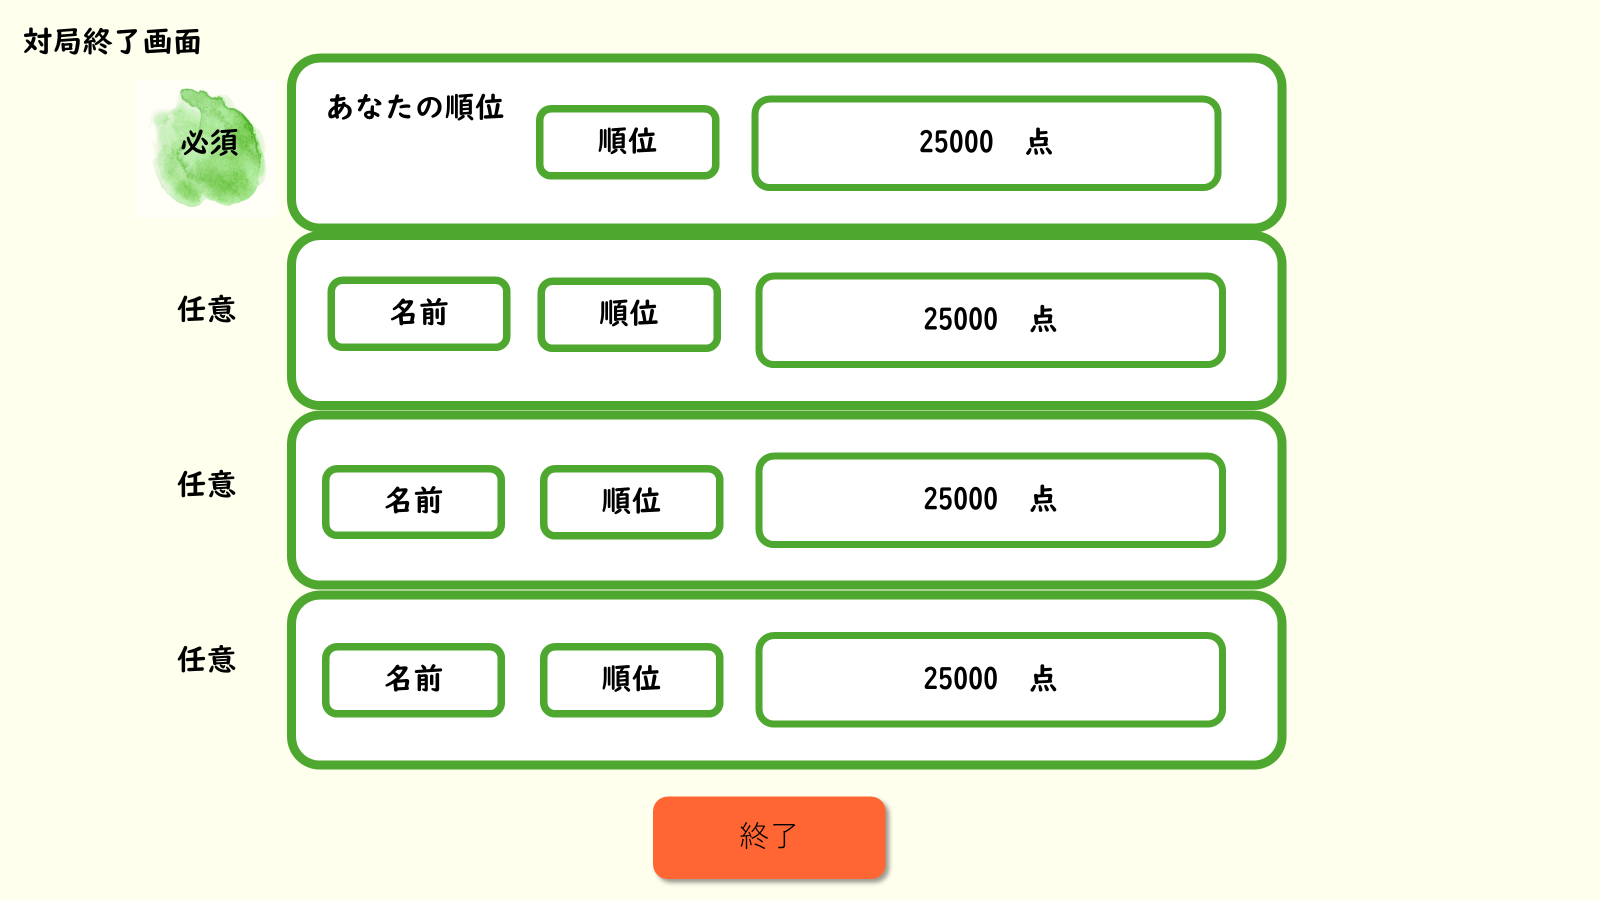 対局終了画面
必須
あなたの順位
順位
25000 点
任意
名前
順位
25000 点
任意
名前
順位
25000 点
任意
名前
順位
25000 点
終了